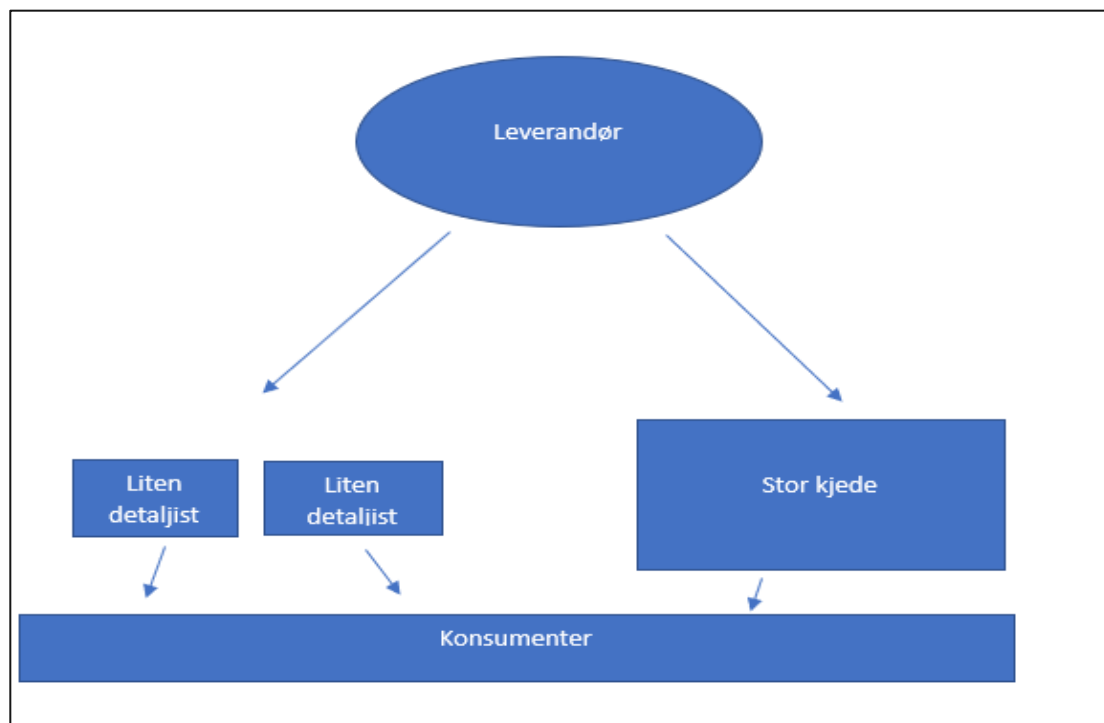 Leverandør
Liten
detaljist
Liten
detaljist
Stor kjede
Konsumenter